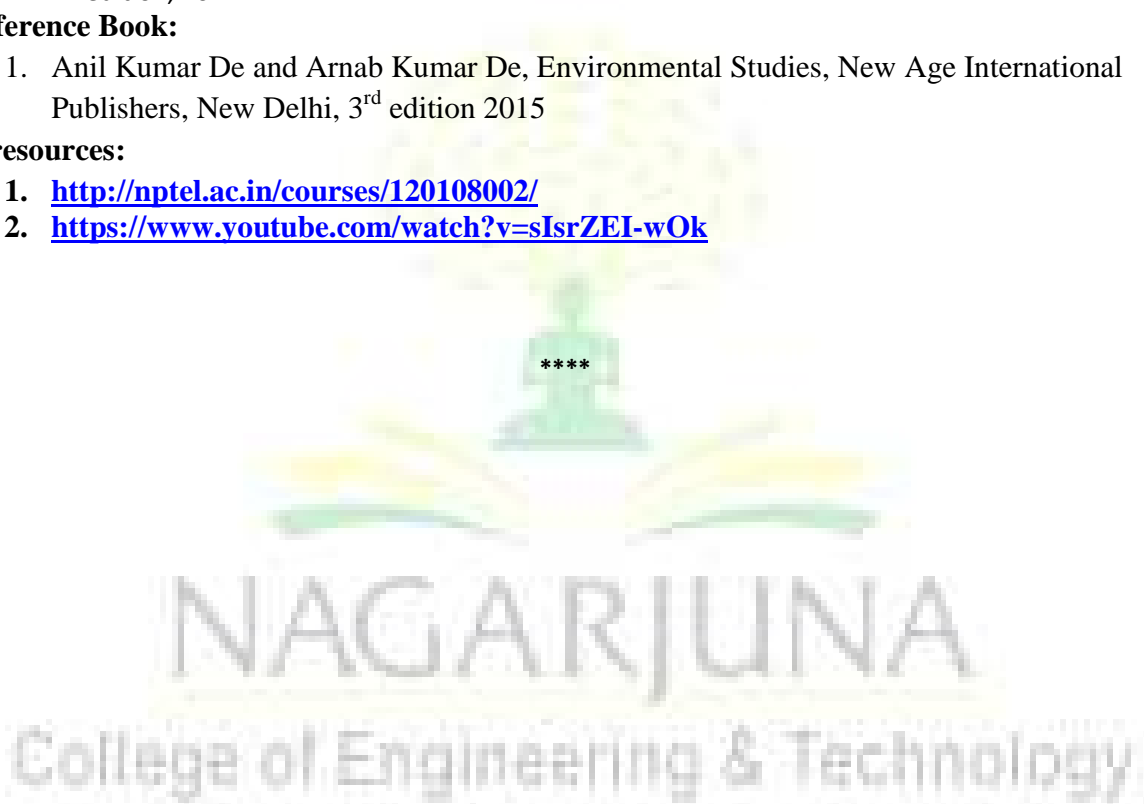 ference Book:
1. Anil Kumar De and Arnab Kumar De, Environmental Studies, New Age International
Publishers, New Delhi, 3rd edition 2015
resources:
1. http://nptel.ac.in/courses/120108002/
2. https://www.youtube.com/watch?v=sIsrZEI-wOk
****
NAGARJUNA
College of Engineering & Technology